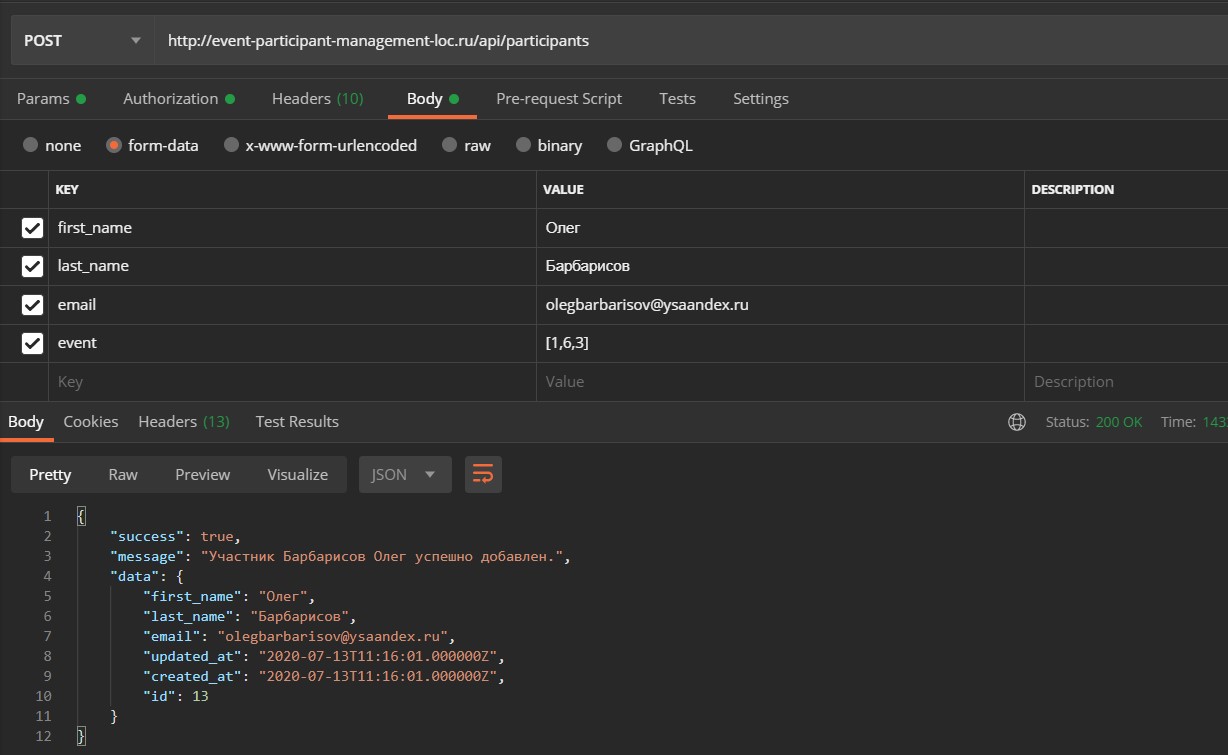 POST http://event-participant-management-loc.ru/api/participants
Params Authorization Headers (10) Body Pre-request Script Tests Settings
none form-data x-www-form-urlencoded raw binary GraphQL
KEY VALUE DESCRIPTION
first_name Олег
last_name Барбарисов
email olegbarbarisov@ysaandex.ru
event [1,6,3]
Key Value Description
Body Cookies Headers (13) Test Results Status: 200 OK Time: 143
Pretty Raw Preview Visualize JSON
1 {
2 "success": true,
3 "message": "Участник Барбарисов Олег успешно добавлен.",
4 "data": {
5 "first_name": "Олег",
6 "last_name": "Барбарисов",
7 "email": "olegbarbarisov@ysaandex.ru",
8 "updated_at": "2020-07-13T11:16:01.000000Z",
9 "created_at": "2020-07-13T11:16:01.000000Z",
10 "id": 13
11 }
12 }